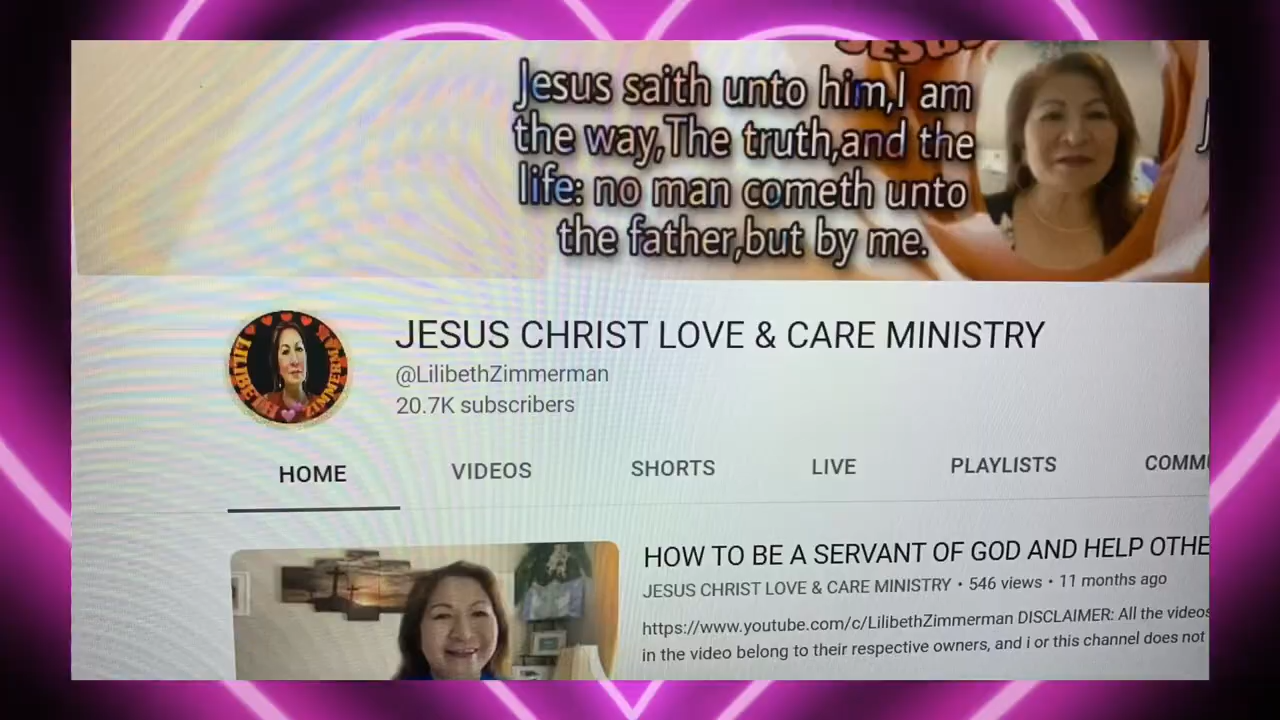 JESUS
Jesus saith unto him,I am
the way,The truth,and the
life: no man cometh unto
the father,but by me.
LILIBETH ZIMMERMAN
JESUS CHRIST LOVE & CARE MINISTRY
@LilibethZimmerman
20.7K subscribers
HOME VIDEOS SHORTS LIVE PLAYLISTS COMMU
HOW TO BE A SERVANT OF GOD AND HELP OTHE
JESUS CHRIST LOVE & CARE MINISTRY • 546 views • 11 months ago
https://www.youtube.com/c/LilibethZimmerman DISCLAIMER: All the videos
in the video belong to their respective owners, and i or this channel does not